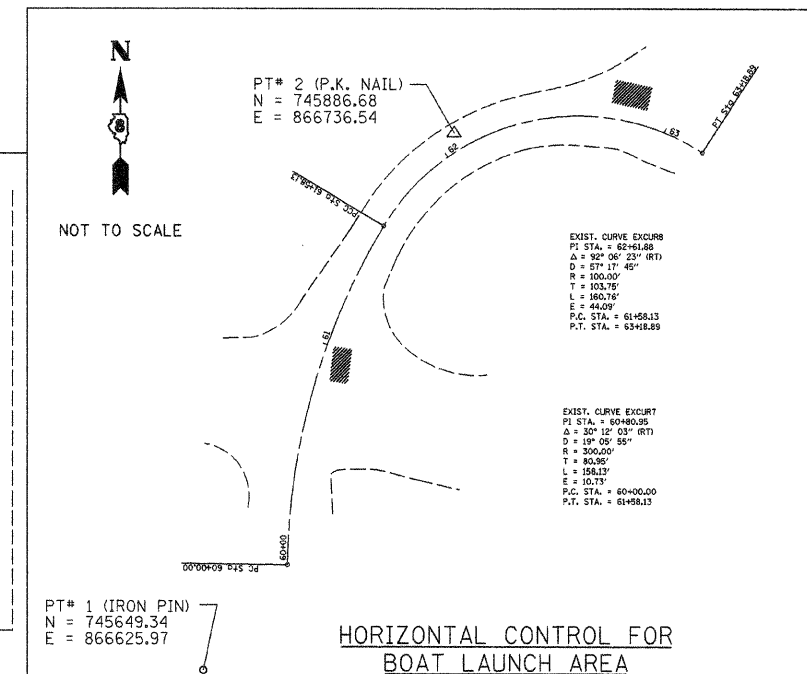 N
8
NOT TO SCALE
PT# 2 (P.K. NAIL)
N = 745886.68
E = 866736.54
PCC Sta 61+58.13
62
63
PT Sta 63+18.89
EXIST. CURVE EXCUR8
PI STA. = 62+61.88
Δ = 92° 06' 23" (RT)
D = 57° 17' 45"
R = 100.00'
T = 103.75'
L = 160.76'
E = 44.09'
P.C. STA. = 61+58.13
P.T. STA. = 63+18.89
61
EXIST. CURVE EXCUR7
PI STA. = 60+80.95
Δ = 30° 12' 03" (RT)
D = 19° 05' 55"
R = 300.00'
T = 80.95'
L = 158.13'
E = 10.73'
P.C. STA. = 60+00.00
P.T. STA. = 61+58.13
60+00
PC Sta 60+00.00
PT# 1 (IRON PIN)
N = 745649.34
E = 866625.97
HORIZONTAL CONTROL FOR
BOAT LAUNCH AREA